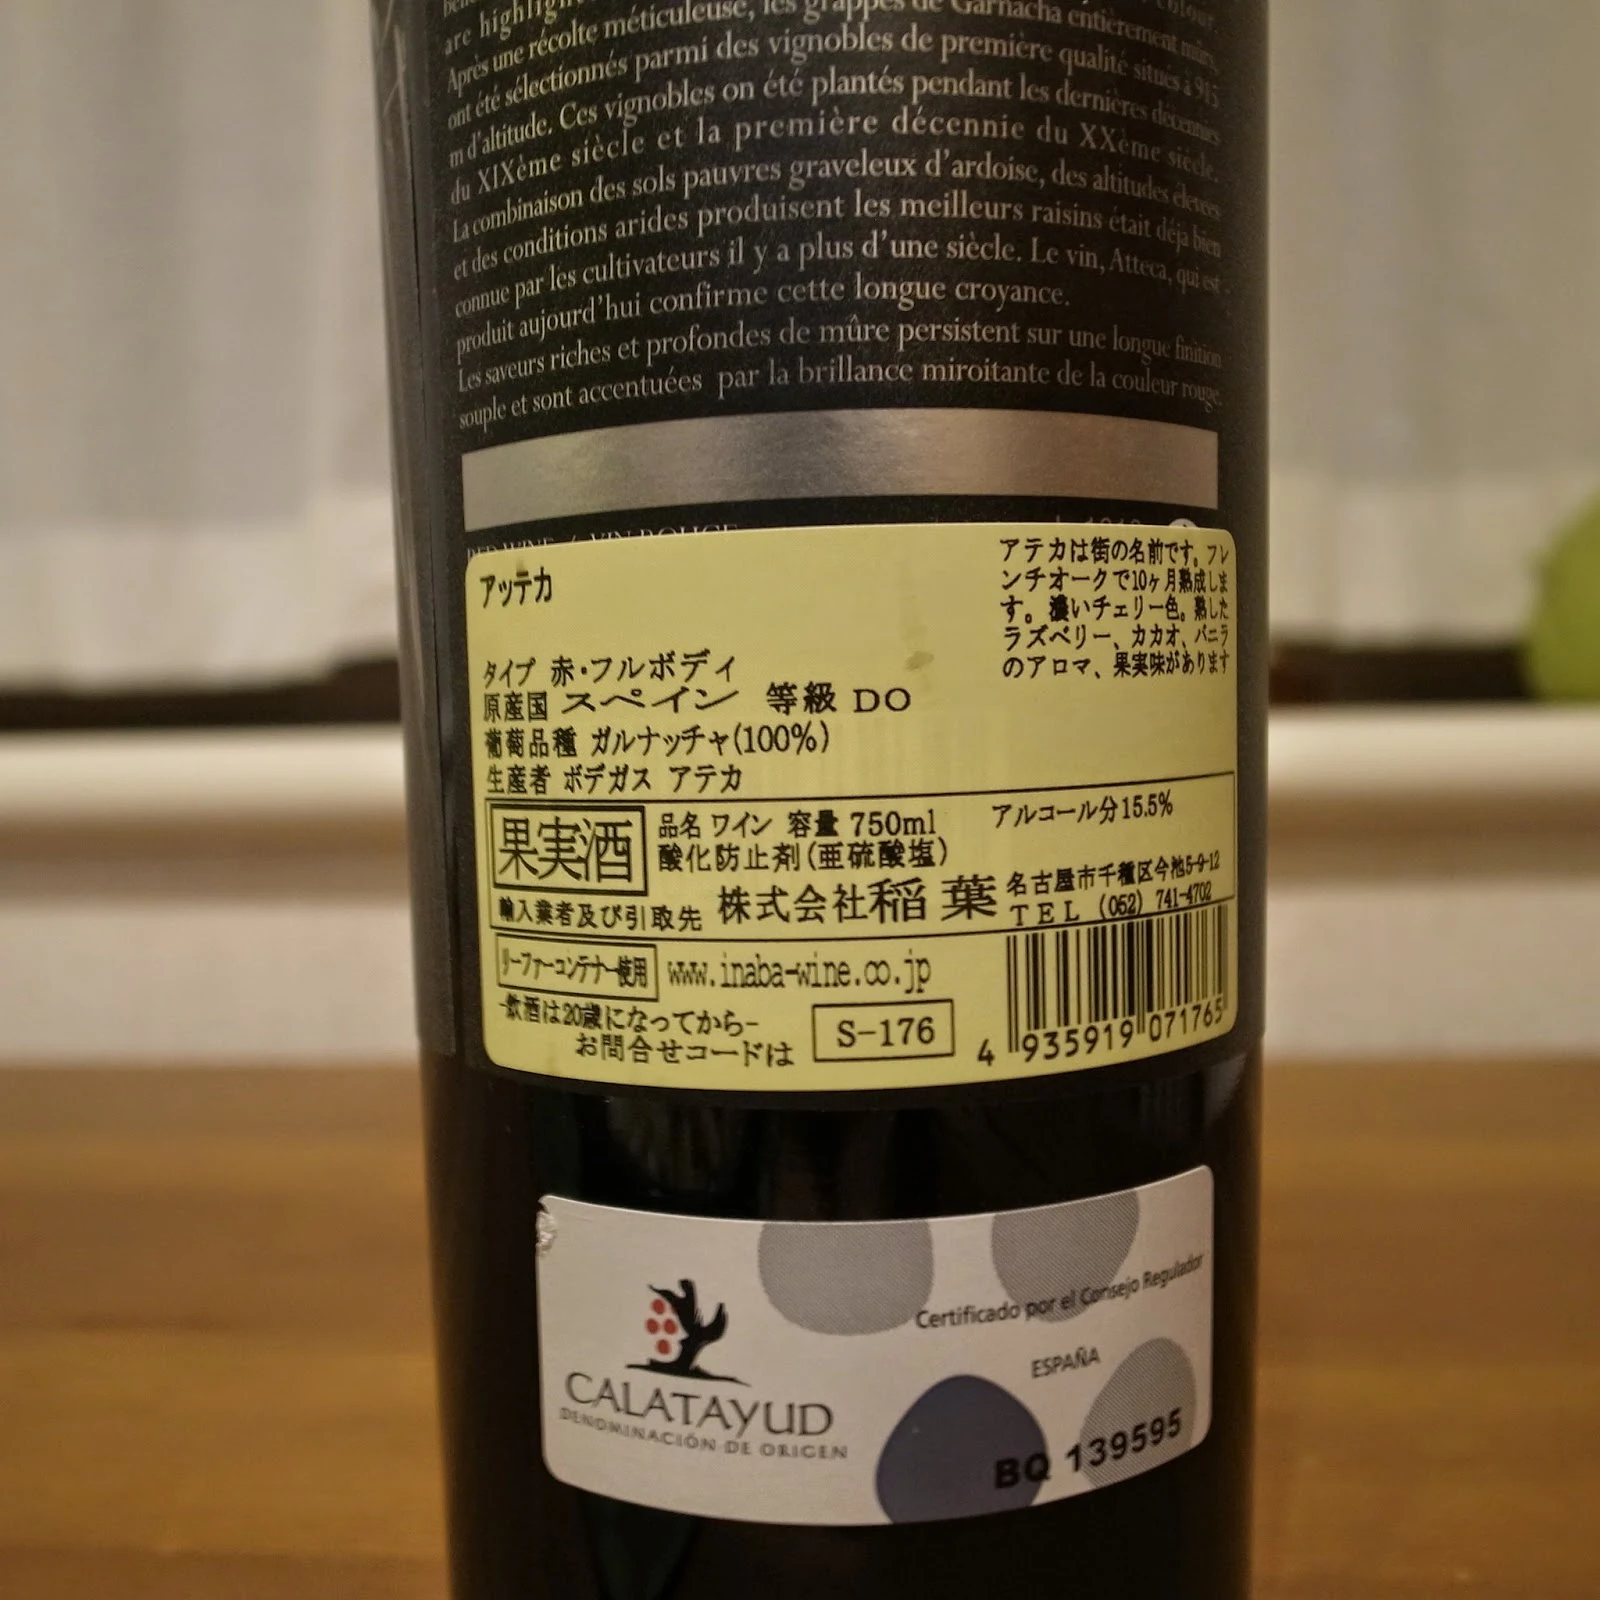 are highlight
Après une récolte méticuleuse, les grappes de Garnacha entièrement mûrs,
ont été sélectionnés parmi des vignobles de première qualité situés à 915
m d'altitude. Ces vignobles on été plantés pendant les dernières décennies
du XIXème siècle et la première décennie du XXème siècle.
La combinaison des sols pauvres graveleux d'ardoise, des altitudes élevées
et des conditions arides produisent les meilleurs raisins était déja bien
connue par les cultivateurs il y a plus d'une siècle. Le vin, Atteca, qui est
produit aujourd'hui confirme cette longue croyance.
Les saveurs riches et profondes de mûre persistent sur une longue finition
souple et sont accentuées par la brillance miroitante de la couleur rouge.
RED WINE / VIN ROUGE
アッテカ
アテカは街の名前です。フレ
ンチオークで10ヶ月熟成しま
す。濃いチェリー色。熟した
ラズベリー、カカオ、バニラ
のアロマ、果実味があります
タイプ 赤・フルボディ
原産国 スペイン 等級 DO
葡萄品種 ガルナッチャ(100%)
生産者 ボデガス アテカ
果実酒
品名 ワイン 容量 750ml アルコール分15.5%
酸化防止剤(亜硫酸塩)
輸入業者及び引取先 株式会社稲葉
名古屋市千種区今池5-9-12
TEL (052) 741-4702
リーファーコンテナー使用 www.inaba-wine.co.jp
-飲酒は20歳になってから-
お問合せコードは S-176
4 935919 071765
Certificado por el Consejo Regulador
ESPAÑA
CALATAYUD
DENOMINACIÓN DE ORIGEN
BQ 139595